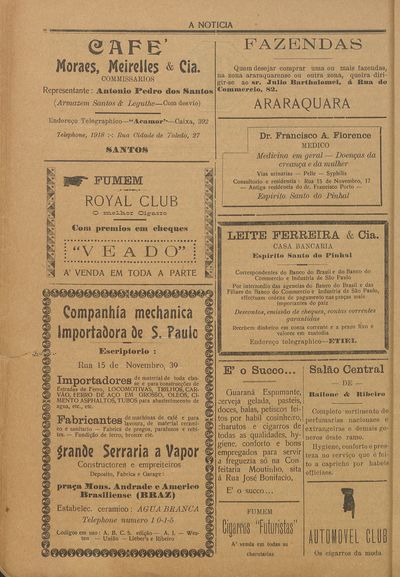 A NOTICIA
CAFE'
Moraes, Meirelles & Cia.
COMMISSARIOS
Representante: Antonio Pedro dos Santos
(Armazem Santos & Leguthe—Com desvio)
Endereço Telegraphico—"Acamor"—Caixa, 392
Telephone, 1918 :-: Rua Cidade de Toledo, 27
SANTOS
FUMEM
ROYAL CLUB
O melhor Cigarro
Com premios em cheques
"VEADO"
A' VENDA EM TODA A PARTE
Companhia mechanica
Importadora de S. Paulo
Escriptorio :
Rua 15 de Novembro, 39
Importadores de material de toda classe e para construcções de
Estradas de Ferro, LOCOMOTIVAS, TRILHOS, CARVÃO, FERRO DE AÇO EM GROSSO, OLEOS, CIMENTO
ASPHALTOS, TUBOS para abastecimento de
agua, etc., etc.
Fabricantes de machinas de café e para
lavoura, de material ceramico e sanitario — Fabrica de pregos, parafusos e rebites. — Fundição de ferro, bronze etc.
grande Serraria a Vapor
Constructores e empreiteiros
Deposito, Fabrica e Garage :
praça Mons. Andrade e Americo
Brasiliense (BRAZ)
Estabelec. ceramico : AGUA BRANCA
Telephone numero 1 0-1-5
Codigos em uso : A. B. C. 5. edição — A. I. — Western — União — Lieber's e Ribeiro
FAZENDAS
Quem desejar comprar uma ou mais fazendas,
na zona araraquarense ou outra zona, queira dirigir-se
ao sr. Julio Bartholomei, á Rua do
Commercio, 82.
ARARAQUARA
Dr. Francisco A. Florence
MEDICO
Medicina em geral — Doenças da
creança e da mulher
Vias urinarias — Pelle — Syphilis
Consultorio e residencia : Rua 15 de Novembro, 17
— Antiga residencia do dr. Francisco Porto —
Espirito Santo do Pinhal
LEITE FERREIRA & Cia.
CASA BANCARIA
Espirito Santo do Pinhal
Correspondentes do Banco do Brasil e do Banco do
Commercio e Industria de São Paulo
Por intermedio das agencias do Banco do Brasil e das
Filiaes do Banco do Commercio e Industria de São Paulo,
effectuam ordens de pagamento nas praças mais
importantes do paiz
Descontos, emissão de cheques, contas correntes
garantidas
Recebem dinheiro em conta corrente e a prazo fixo e
valores em custodia
Endereço telegraphico—ETIEL
E' o Succo...
Guaraná Espumante,
cerveja gelada, pasteis,
doces, balas, petiscos feitos
por habil cosinheiro,
charutos e cigarros de
todas as qualidades, hygiene,
conforto e bons
empregados para servir
a freguezia só na Confeitaria
Moutinho, sita
á Rua José Bonifacio,
E' o succo...
FUMEM
Cigarros "Futuristas"
A' venda em todas as
charutarias
Salão Central
— DE —
Bailone & Ribeiro
Completo sortimento de
perfumarias nacionaes e
extrangeiras e demais generos
deste ramo.
Hygiene, conforto e presteza
no serviço que é feito
a capricho por habeis
officiaes.
AUTOMOVEL CLUB
Os cigarros da moda